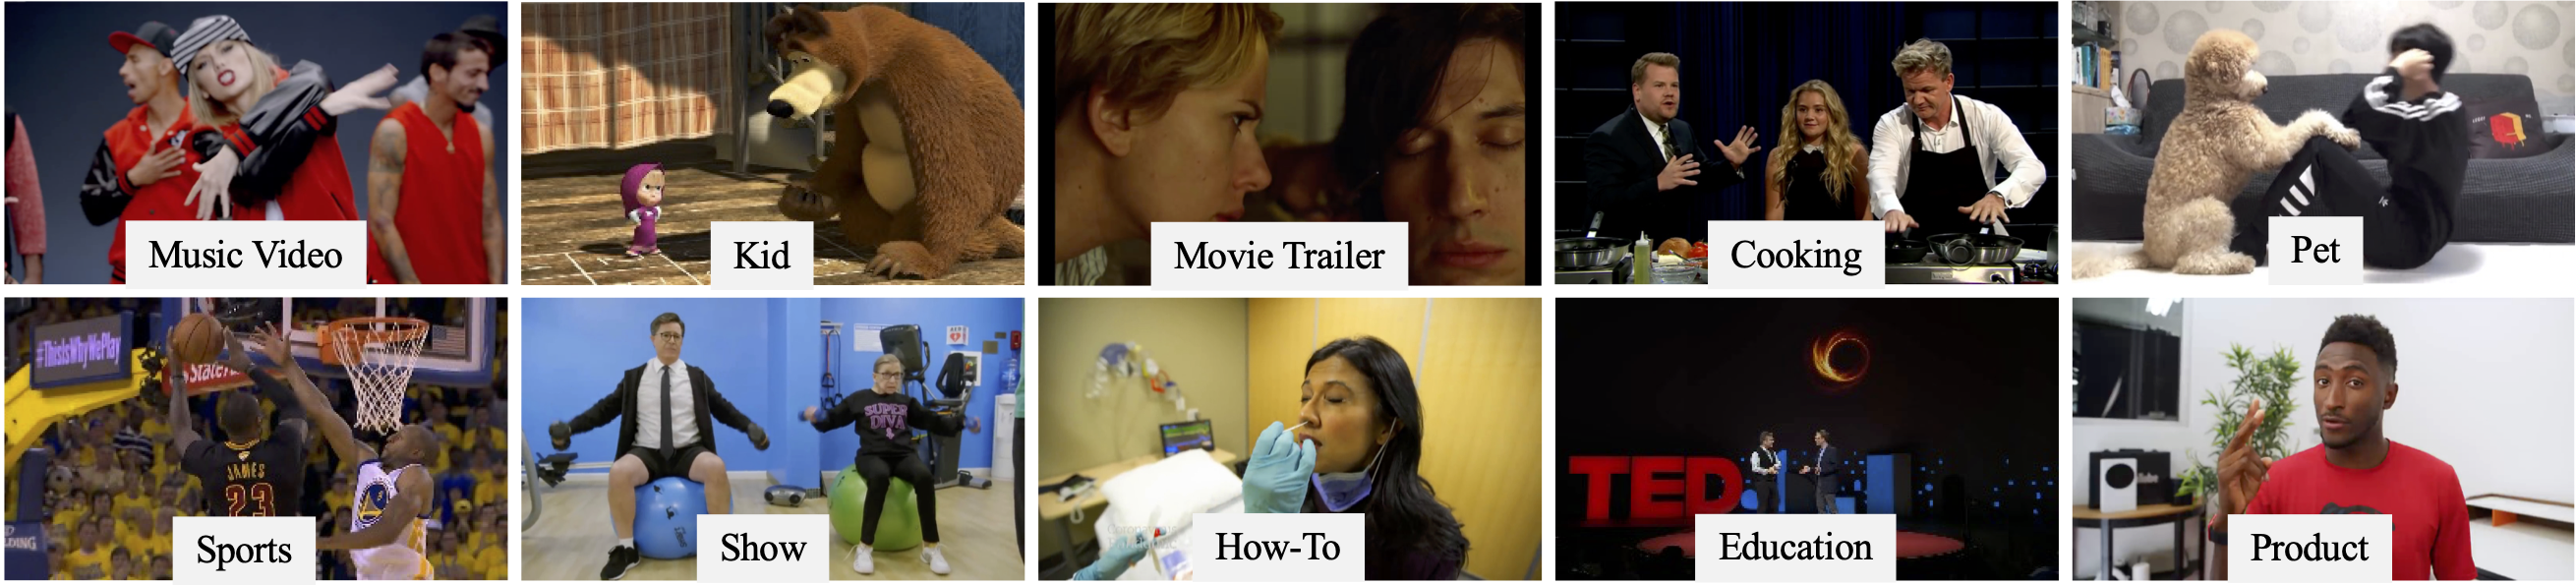 Music Video
Kid
Movie Trailer
Cooking
Pet
#ThisIsWhyWePlay
State
JAMES
23
Sports
SUPER
DIVA
Show
How-To
TED
Education
Product